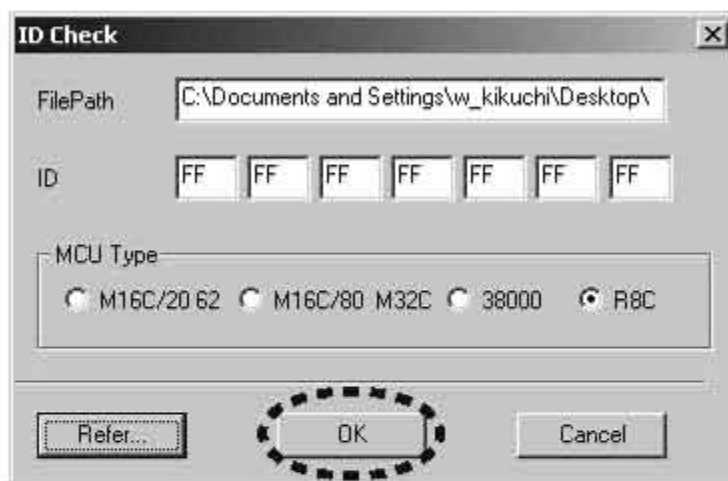 ID Check
FilePath C:\Documents and Settings\w_kikuchi\Desktop\
ID FF FF FF FF FF FF FF
MCU Type
M16C/20 62 M16C/80 M32C 38000 R8C
Refer... OK Cancel